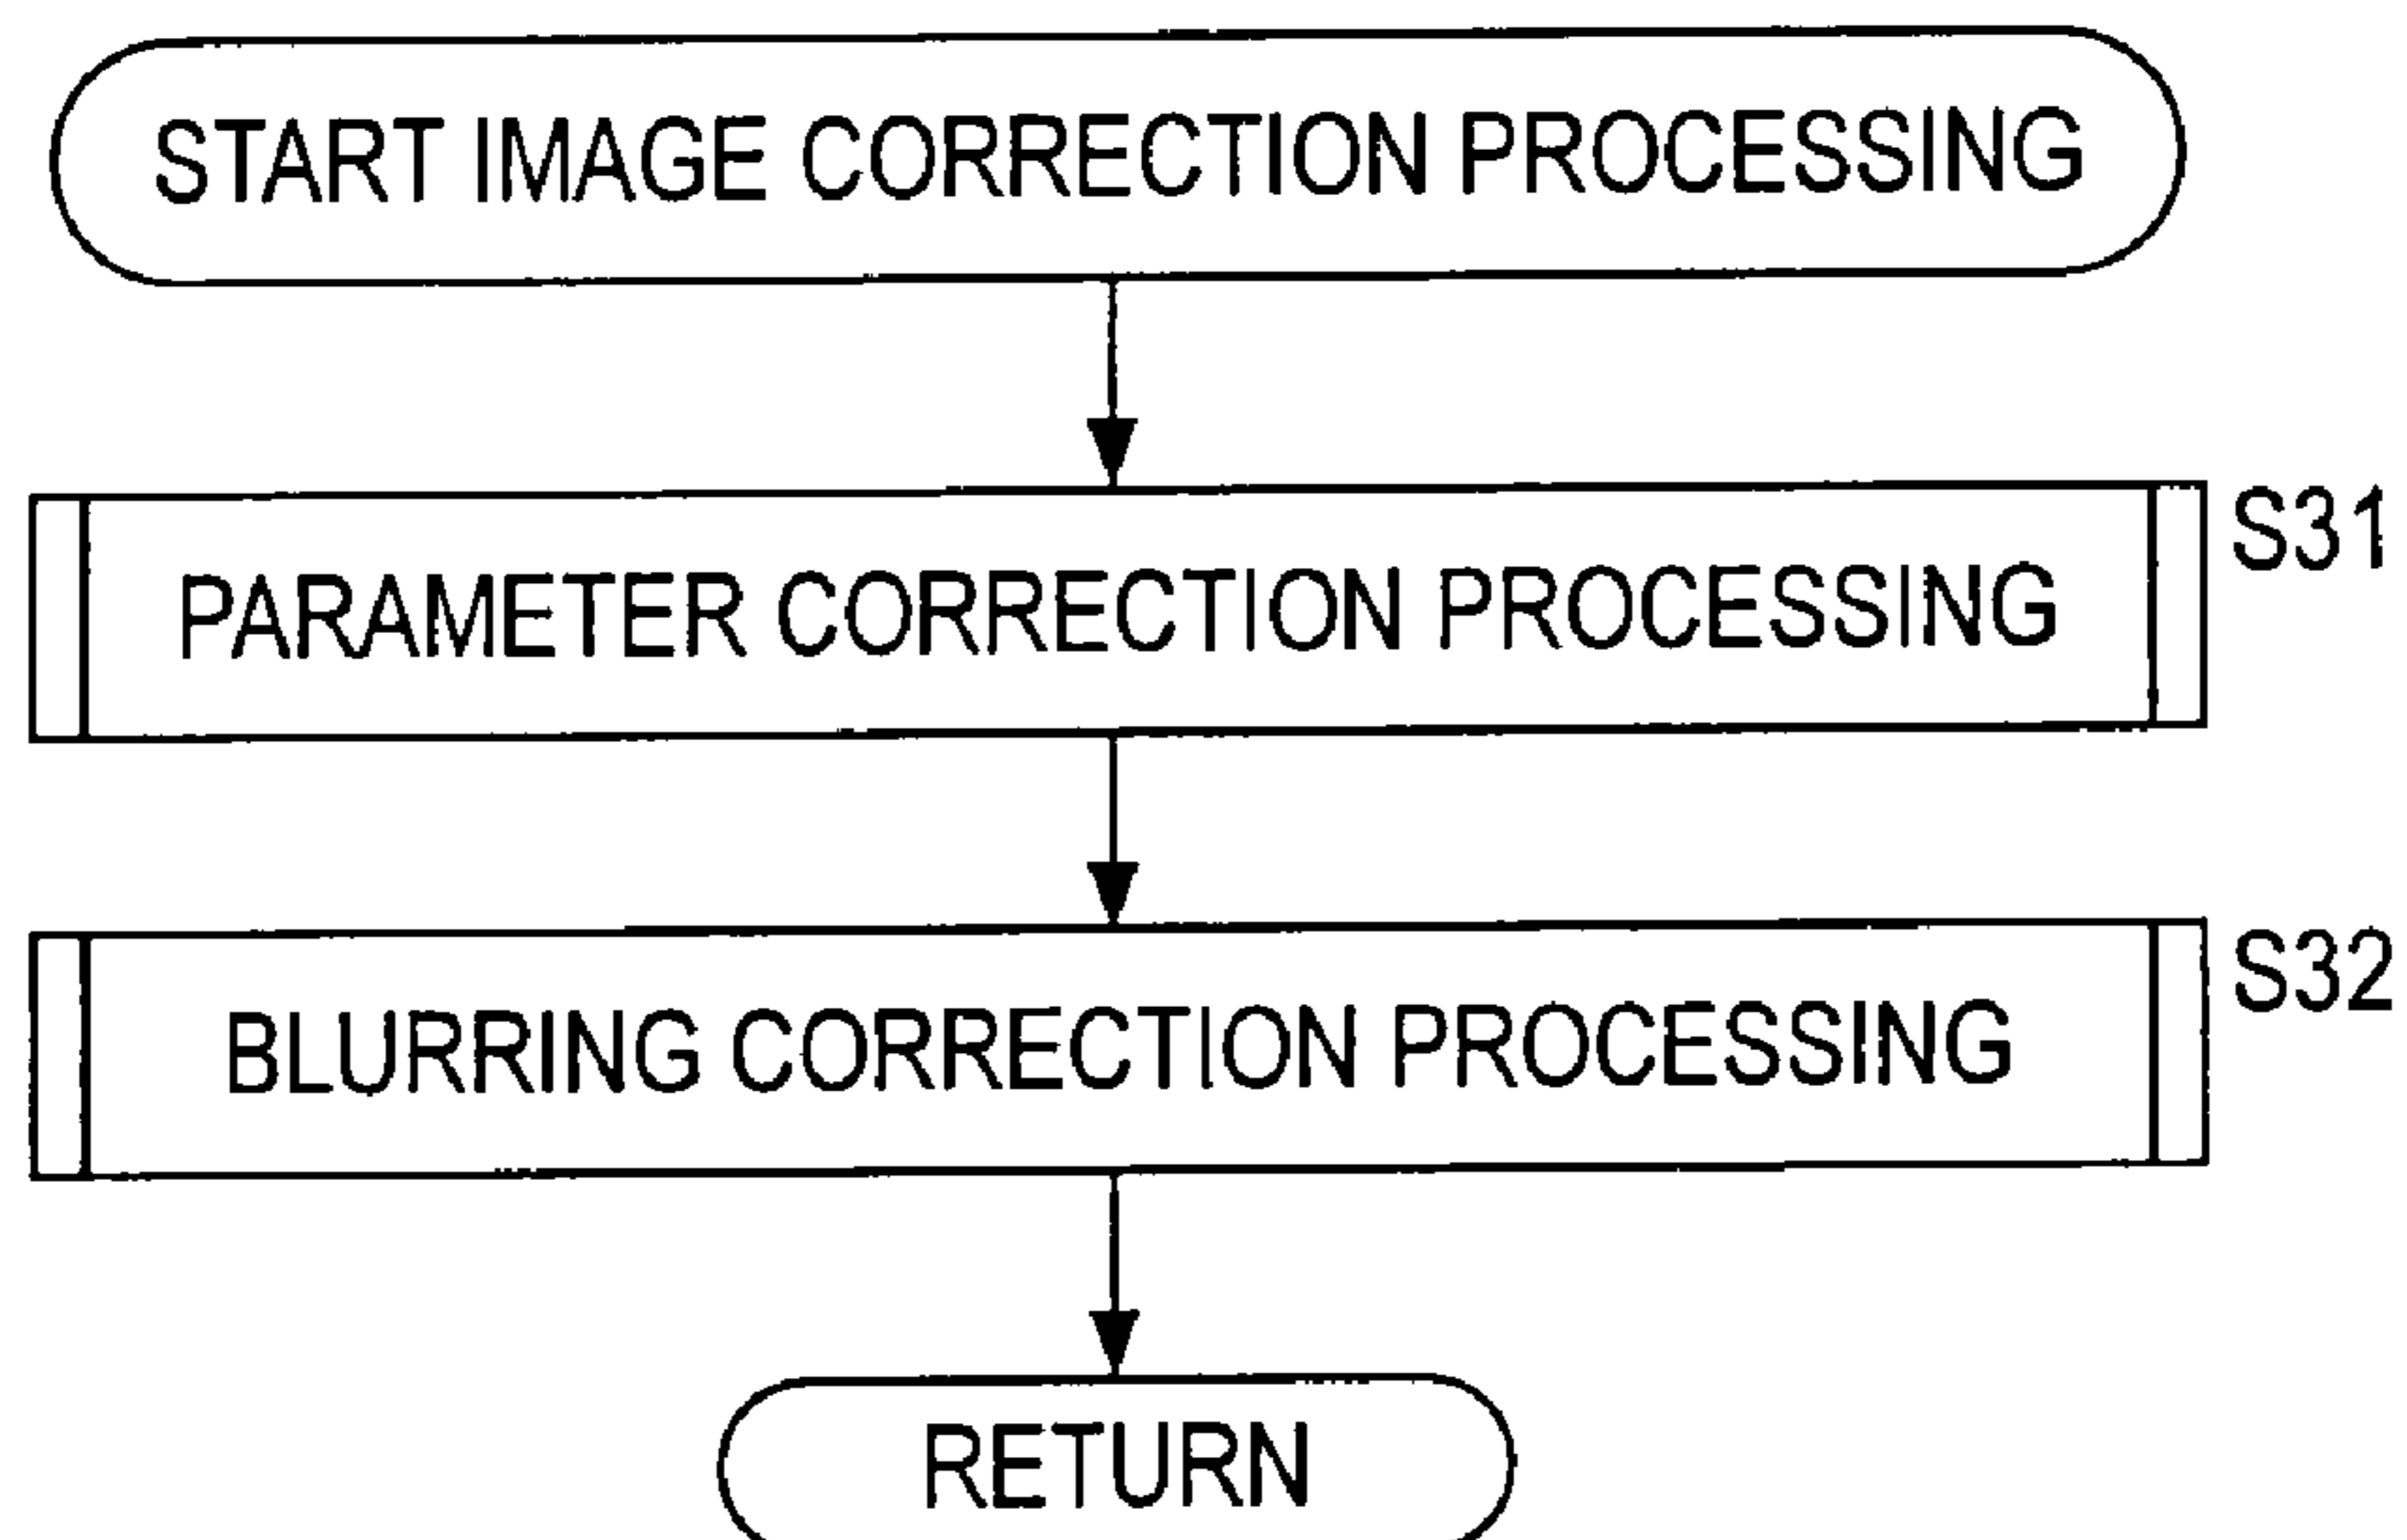 START IMAGE CORRECTION PROCESSING
S31
PARAMETER CORRECTION PROCESSING
S32
BLURRING CORRECTION PROCESSING
RETURN